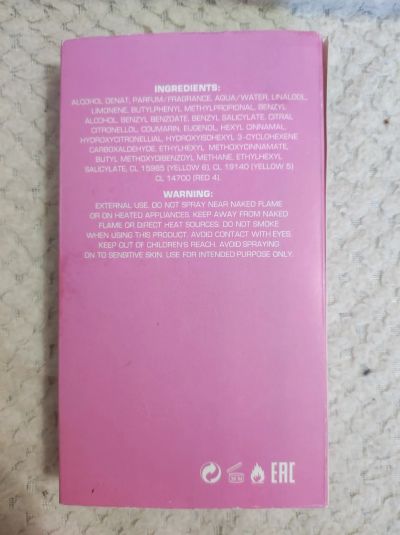 INGREDIENTS:
ALCOHOL DENAT, PARFUM/FRAGRANCE, AQUA/WATER, LINALOOL,
LIMONENE, BUTYLPHENYL METHYLPROPIONAL, BENZYL
ALCOHOL, BENZYL BENZOATE, BENZYL SALICYLATE, CITRAL
CITRONELLOL, COUMARIN, EUGENOL, HEXYL CINNAMAL,
HYDROXYCITRONELLAL, HYDROXYISOHEXYL 3-CYCLOHEXENE
CARBOXALDEHYDE, ETHYLHEXYL METHOXYCINNAMATE,
BUTYL METHOXYDIBENZOYL METHANE, ETHYLHEXYL
SALICYLATE, CL 15985 (YELLOW 6), CL 19140 (YELLOW 5)
CL 14700 (RED 4).
WARNING:
EXTERNAL USE, DO NOT SPRAY NEAR NAKED FLAME
OR ON HEATED APPLIANCES. KEEP AWAY FROM NAKED
FLAME OR DIRECT HEAT SOURCES. DO NOT SMOKE
WHEN USING THIS PRODUCT. AVOID CONTACT WITH EYES,
KEEP OUT OF CHILDREN'S REACH. AVOID SPRAYING
ON TO SENSITIVE SKIN. USE FOR INTENDED PURPOSE ONLY.
EAC